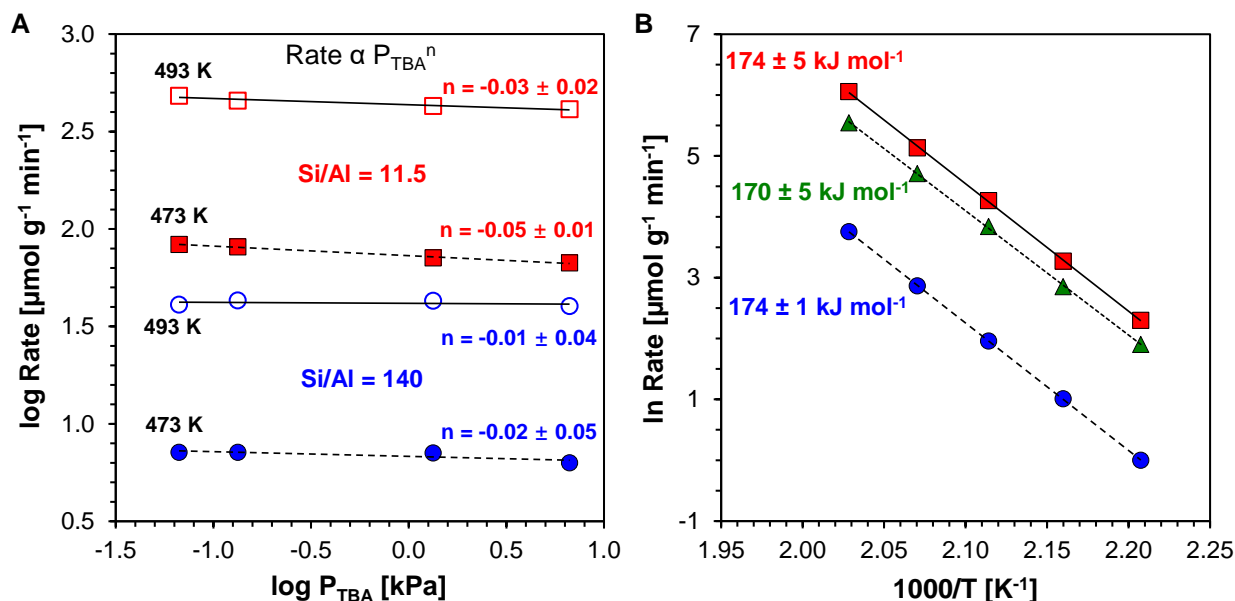 A
Rate α P_TBA^n
493 K
n = -0.03 ± 0.02
Si/Al = 11.5
473 K
n = -0.05 ± 0.01
493 K
n = -0.01 ± 0.04
Si/Al = 140
473 K
n = -0.02 ± 0.05
log Rate [µmol g⁻¹ min⁻¹]
3.0
2.5
2.0
1.5
1.0
0.5
-1.5 -1.0 -0.5 0.0 0.5 1.0
log P_TBA [kPa]
B
174 ± 5 kJ mol⁻¹
170 ± 5 kJ mol⁻¹
174 ± 1 kJ mol⁻¹
ln Rate [µmol g⁻¹ min⁻¹]
7
5
3
1
-1
1.95 2.00 2.05 2.10 2.15 2.20 2.25
1000/T [K⁻¹]